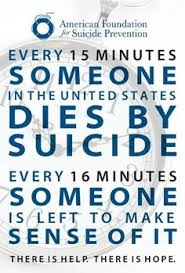 American Foundation
for Suicide Prevention
EVERY 15 MINUTES
SOMEONE
IN THE UNITED STATES
DIES BY
SUICIDE
EVERY 16 MINUTES
SOMEONE
IS LEFT TO MAKE
SENSE OF IT
THERE IS HELP. THERE IS HOPE.